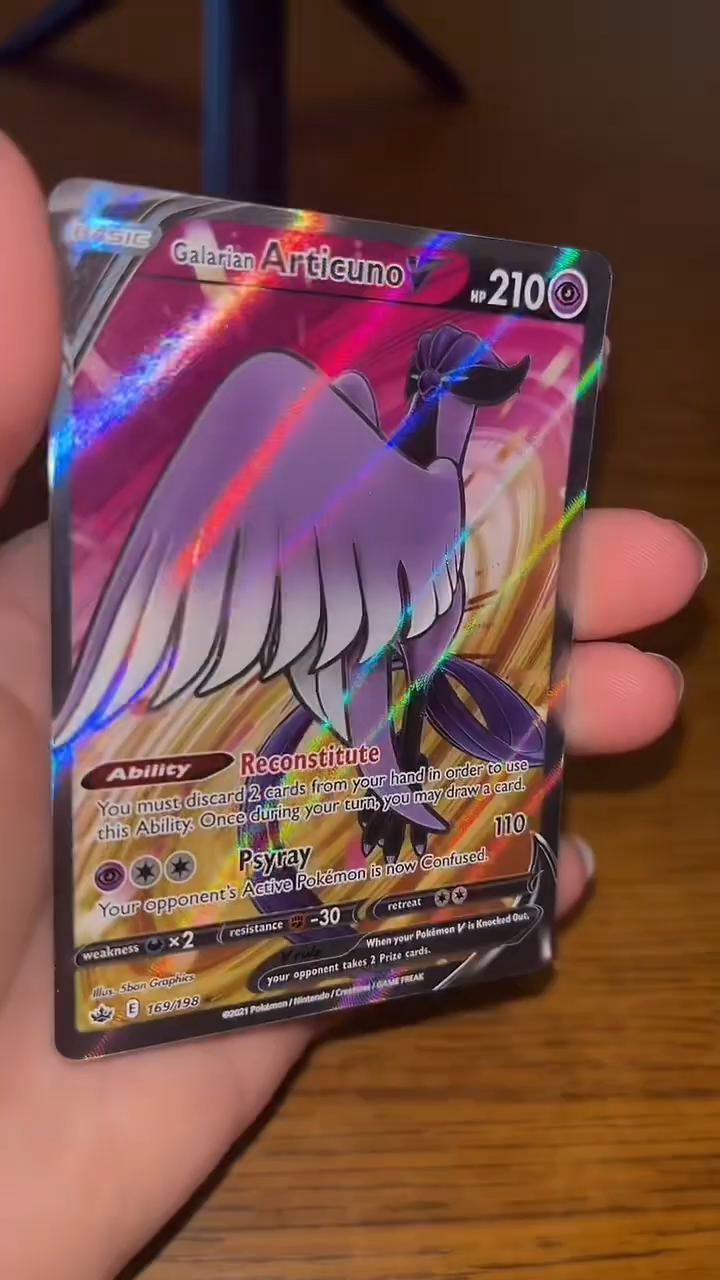 BASIC
Galarian Articuno V
HP 210
Ability Reconstitute
You must discard 2 cards from your hand in order to use
this Ability. Once during your turn, you may draw a card.
Psyray 110
Your opponent's Active Pokémon is now Confused.
weakness ×2 resistance -30 retreat
V rule When your Pokémon V is Knocked Out,
your opponent takes 2 Prize cards.
Illus. 5ban Graphics
E 169/198
©2021 Pokémon / Nintendo / Creatures / GAME FREAK